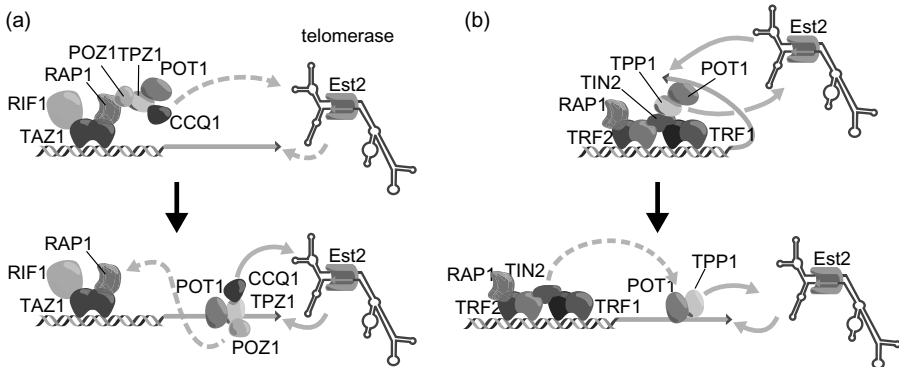 (a)
telomerase
POZ1 TPZ1
RAP1
POT1
RIF1
Est2
CCQ1
TAZ1
RAP1
RIF1
TAZ1
POT1
CCQ1
TPZ1
POZ1
Est2
(b)
Est2
TPP1
POT1
TIN2
RAP1
TRF2
TRF1
TPP1
RAP1
TIN2
POT1
Est2
TRF2
TRF1